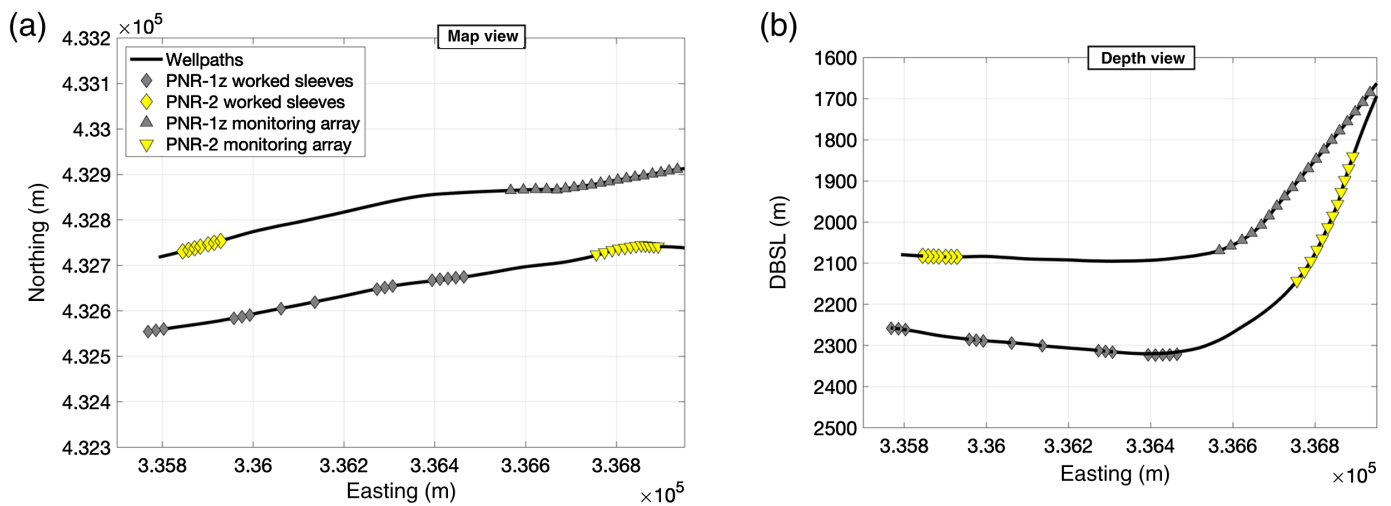 (a)
×10⁵
Map view
4.332
4.331
4.33
4.329
4.328
4.327
4.326
4.325
4.324
4.323
Northing (m)
Wellpaths
PNR-1z worked sleeves
PNR-2 worked sleeves
PNR-1z monitoring array
PNR-2 monitoring array
3.358 3.36 3.362 3.364 3.366 3.368
Easting (m)
×10⁵
(b)
Depth view
1600
1700
1800
1900
2000
2100
2200
2300
2400
2500
DBSL (m)
3.358 3.36 3.362 3.364 3.366 3.368
Easting (m)
×10⁵